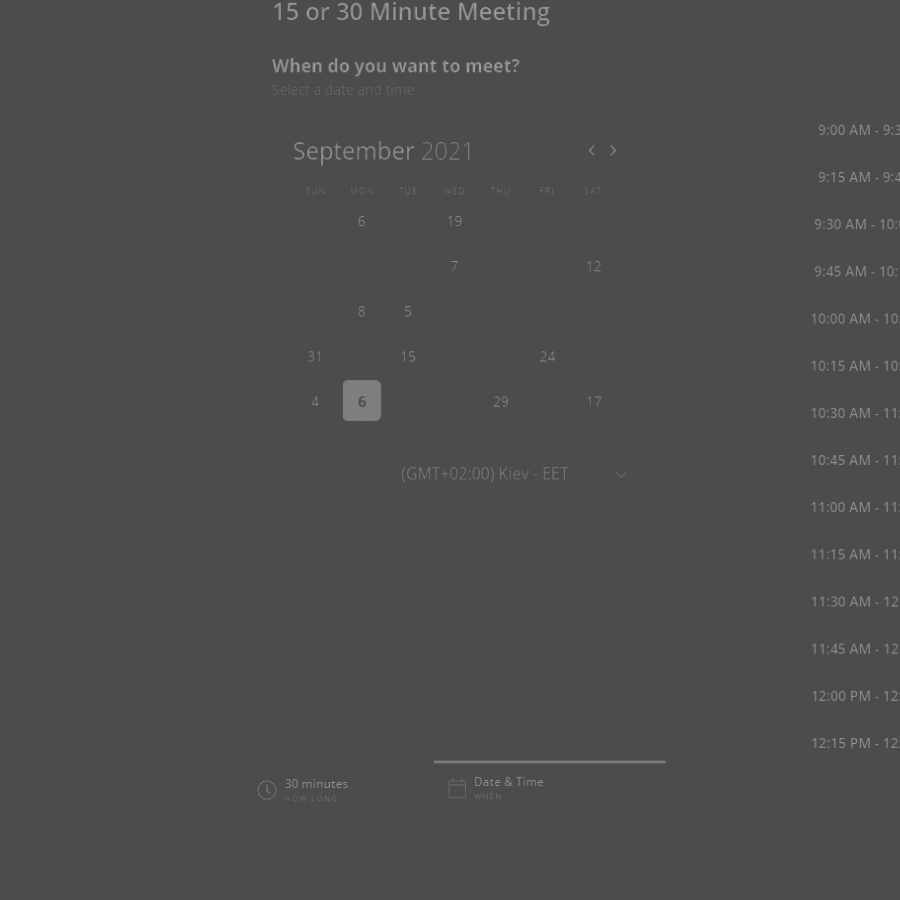 15 or 30 Minute Meeting
When do you want to meet?
Select a date and time
September 2021
SUN MON TUE WED THU FRI SAT
6 19
7 12
8 5
31 15 24
4 6 29 17
(GMT+02:00) Kiev - EET
9:00 AM - 9:3
9:15 AM - 9:4
9:30 AM - 10:
9:45 AM - 10:
10:00 AM - 10:
10:15 AM - 10:
10:30 AM - 11:
10:45 AM - 11:
11:00 AM - 11:
11:15 AM - 11:
11:30 AM - 12
11:45 AM - 12
12:00 PM - 12:
12:15 PM - 12:
30 minutes
HOW LONG
Date & Time
WHEN